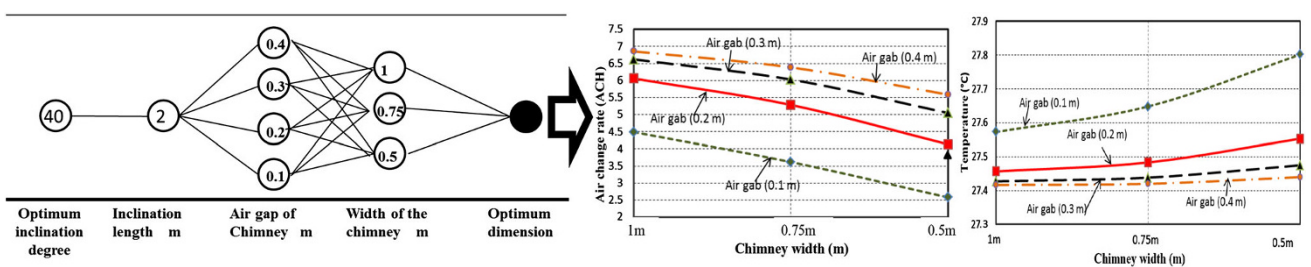 40
2
0.4
0.3
0.2
0.1
1
0.75
0.5
Optimum
inclination
degree
Inclination
length m
Air gap of
Chimney m
Width of the
chimney m
Optimum
dimension
Air change rate (ACH)
7.5
7
6.5
6
5.5
5
4.5
4
3.5
3
2.5
2
Air gab (0.3 m)
Air gab (0.4 m)
Air gab
(0.2 m)
Air gab (0.1 m)
1m
0.75m
0.5m
Chimney width (m)
Temperature (°C)
27.9
27.8
27.7
27.6
27.5
27.4
27.3
Air gab (0.1 m)
Air gab (0.2 m)
Air gab (0.3 m)
Air gab (0.4 m)
1m
0.75m
0.5m
Chimney width (m)